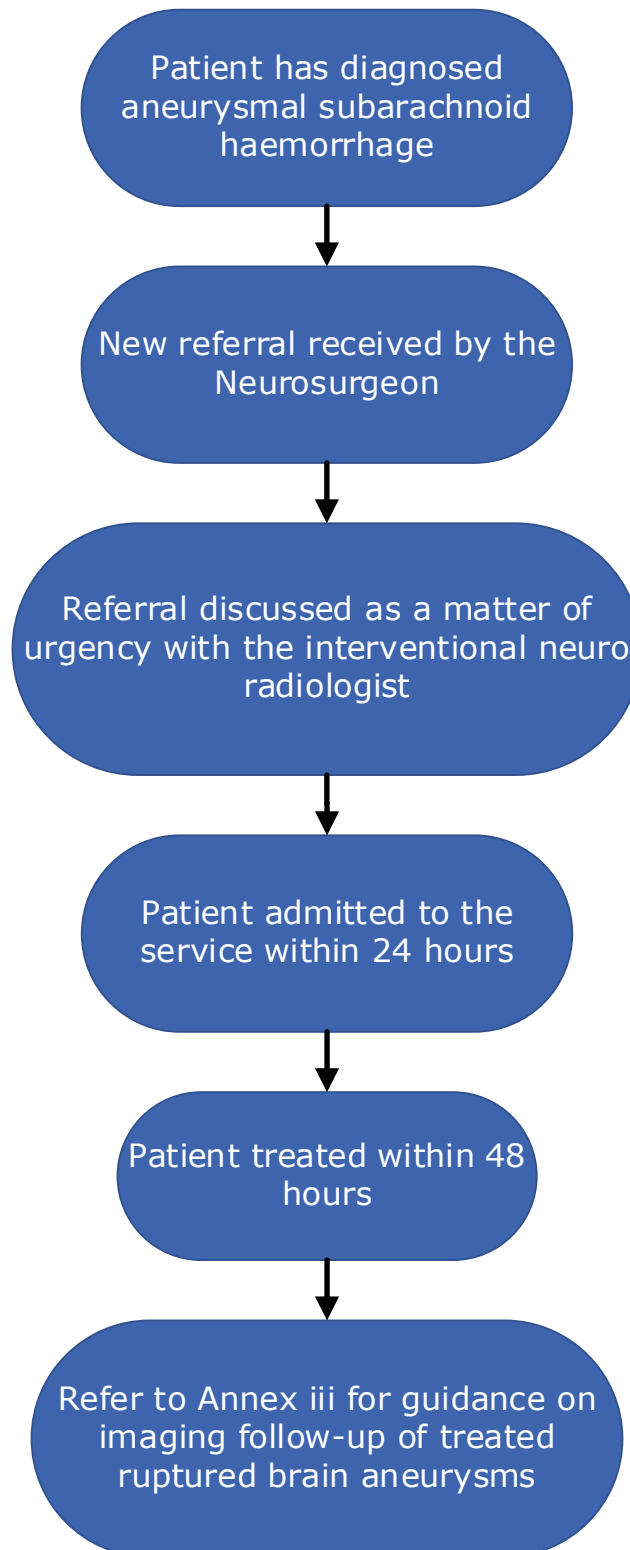 Patient has diagnosed
aneurysmal subarachnoid
haemorrhage
New referral received by the
Neurosurgeon
Referral discussed as a matter of
urgency with the interventional neuro
radiologist
Patient admitted to the
service within 24 hours
Patient treated within 48
hours
Refer to Annex iii for guidance on
imaging follow-up of treated
ruptured brain aneurysms